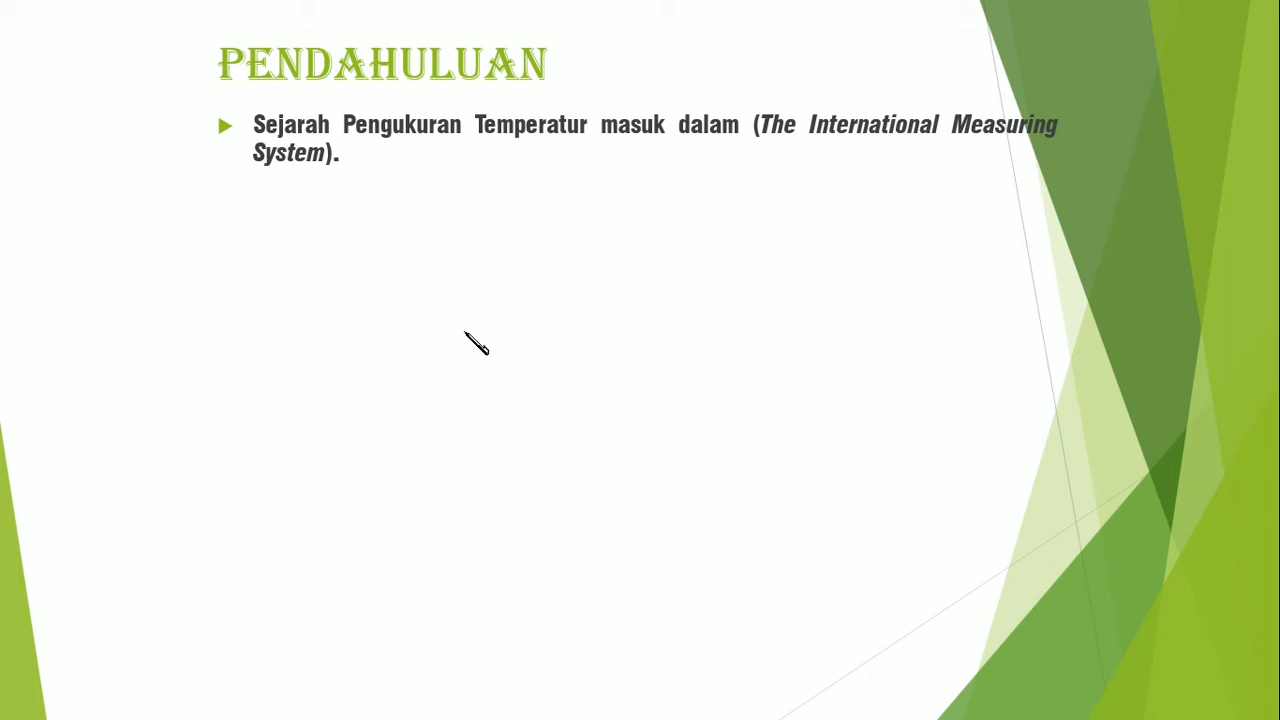 PENDAHULUAN
Sejarah Pengukuran Temperatur masuk dalam (The International Measuring
System).